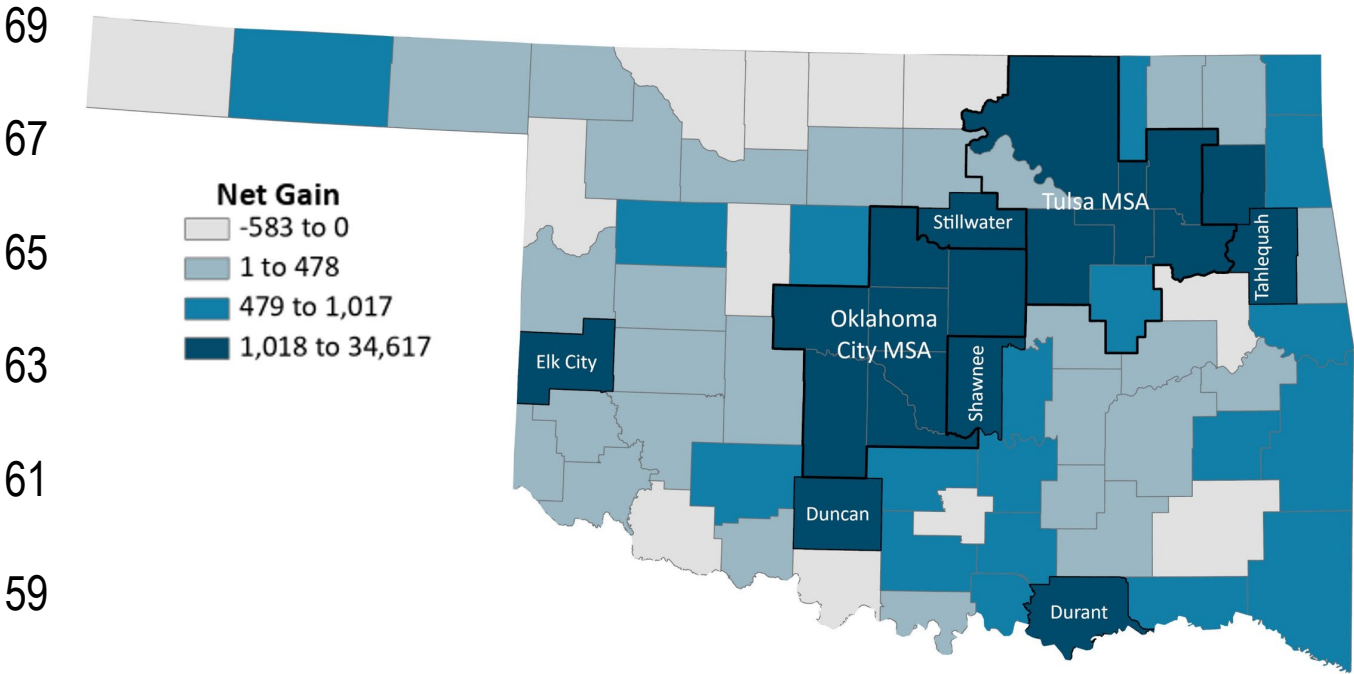 69
67
65
63
61
59
Net Gain
-583 to 0
1 to 478
479 to 1,017
1,018 to 34,617
Tulsa MSA
Stillwater
Tahlequah
Oklahoma
City MSA
Elk City
Shawnee
Duncan
Durant